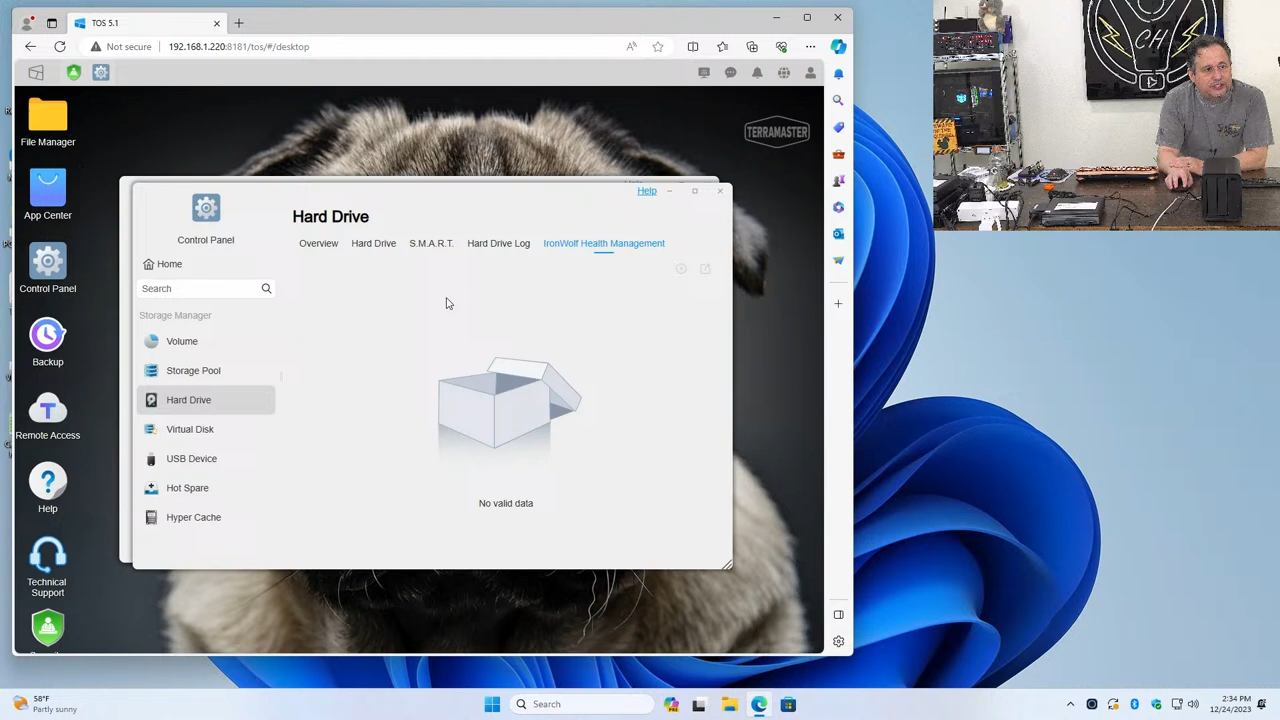 TOS 5.1
Not secure
192.168.1.220:8181/tos/#/desktop
TERRAMASTER
File Manager
App Center
Control Panel
Backup
Remote Access
Help
Technical
Support
Help
Control Panel
Home
Search
Storage Manager
Volume
Storage Pool
Hard Drive
Virtual Disk
USB Device
Hot Spare
Hyper Cache
Hard Drive
Overview
Hard Drive
S.M.A.R.T.
Hard Drive Log
IronWolf Health Management
No valid data
CH
58°F
Partly sunny
Search
2:34 PM
12/24/2023